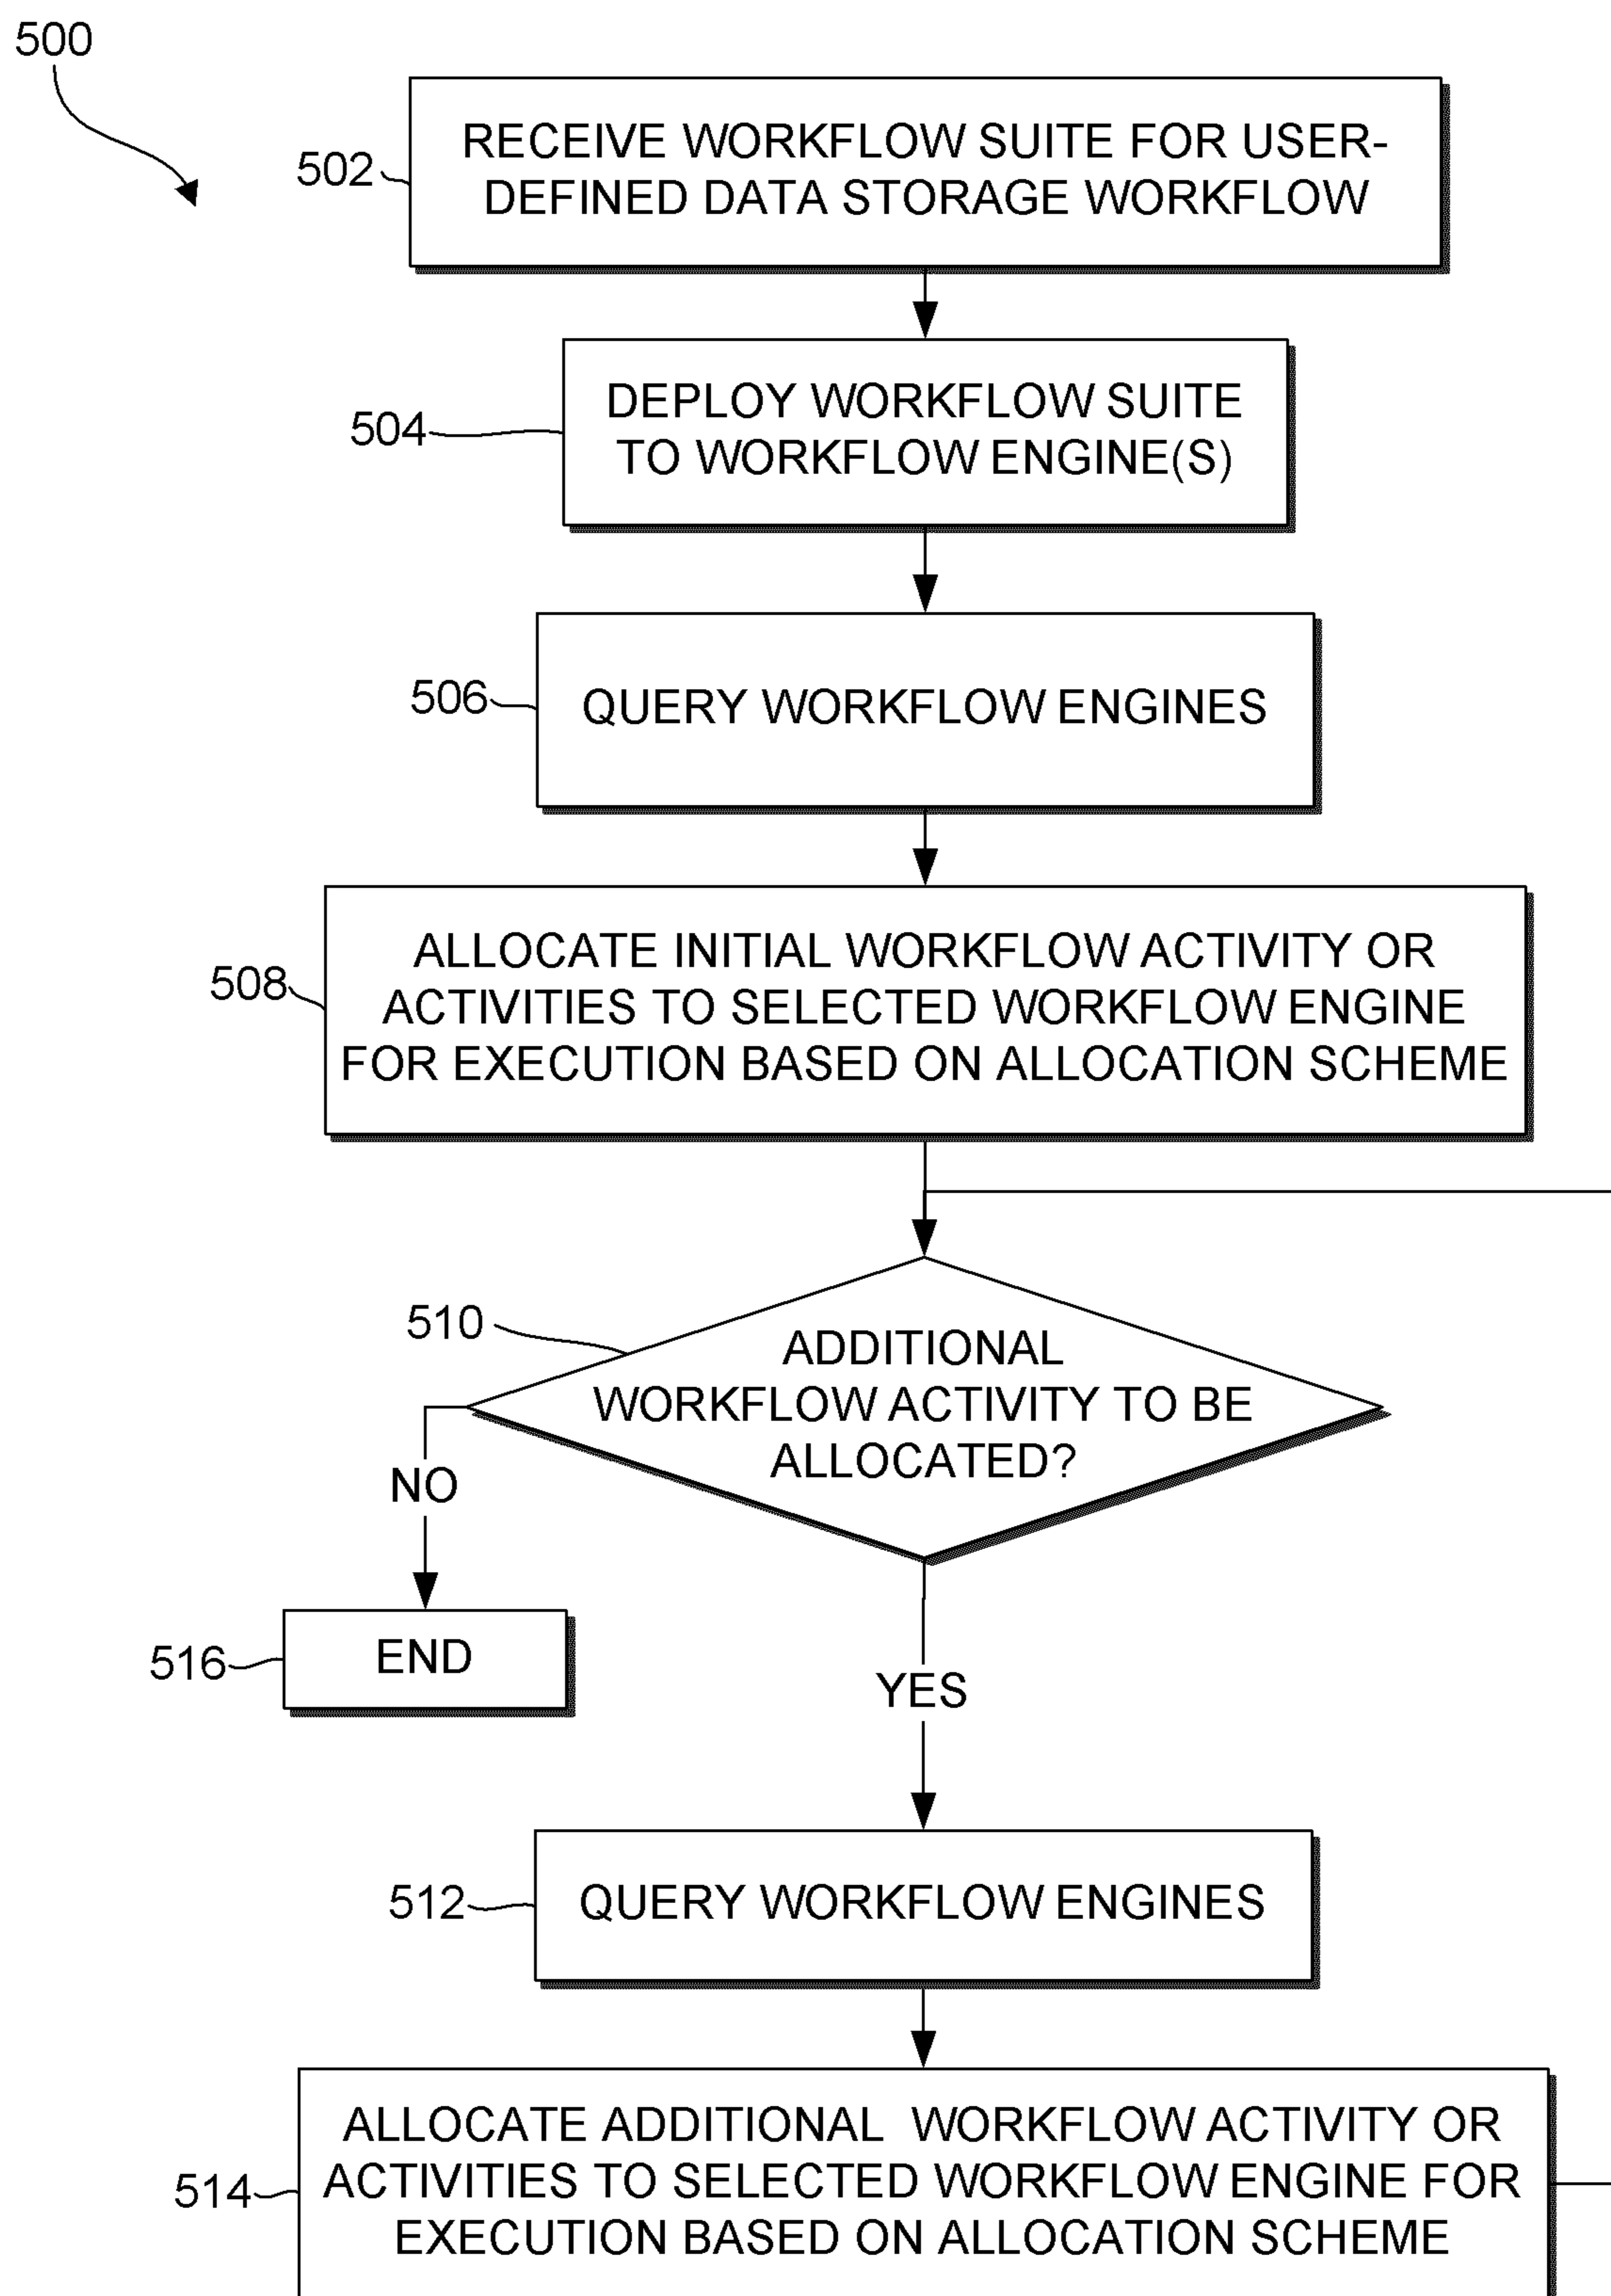 500
502
RECEIVE WORKFLOW SUITE FOR USER-
DEFINED DATA STORAGE WORKFLOW
504
DEPLOY WORKFLOW SUITE
TO WORKFLOW ENGINE(S)
506
QUERY WORKFLOW ENGINES
508
ALLOCATE INITIAL WORKFLOW ACTIVITY OR
ACTIVITIES TO SELECTED WORKFLOW ENGINE
FOR EXECUTION BASED ON ALLOCATION SCHEME
510
ADDITIONAL
WORKFLOW ACTIVITY TO BE
ALLOCATED?
NO
516
END
YES
512
QUERY WORKFLOW ENGINES
514
ALLOCATE ADDITIONAL WORKFLOW ACTIVITY OR
ACTIVITIES TO SELECTED WORKFLOW ENGINE FOR
EXECUTION BASED ON ALLOCATION SCHEME